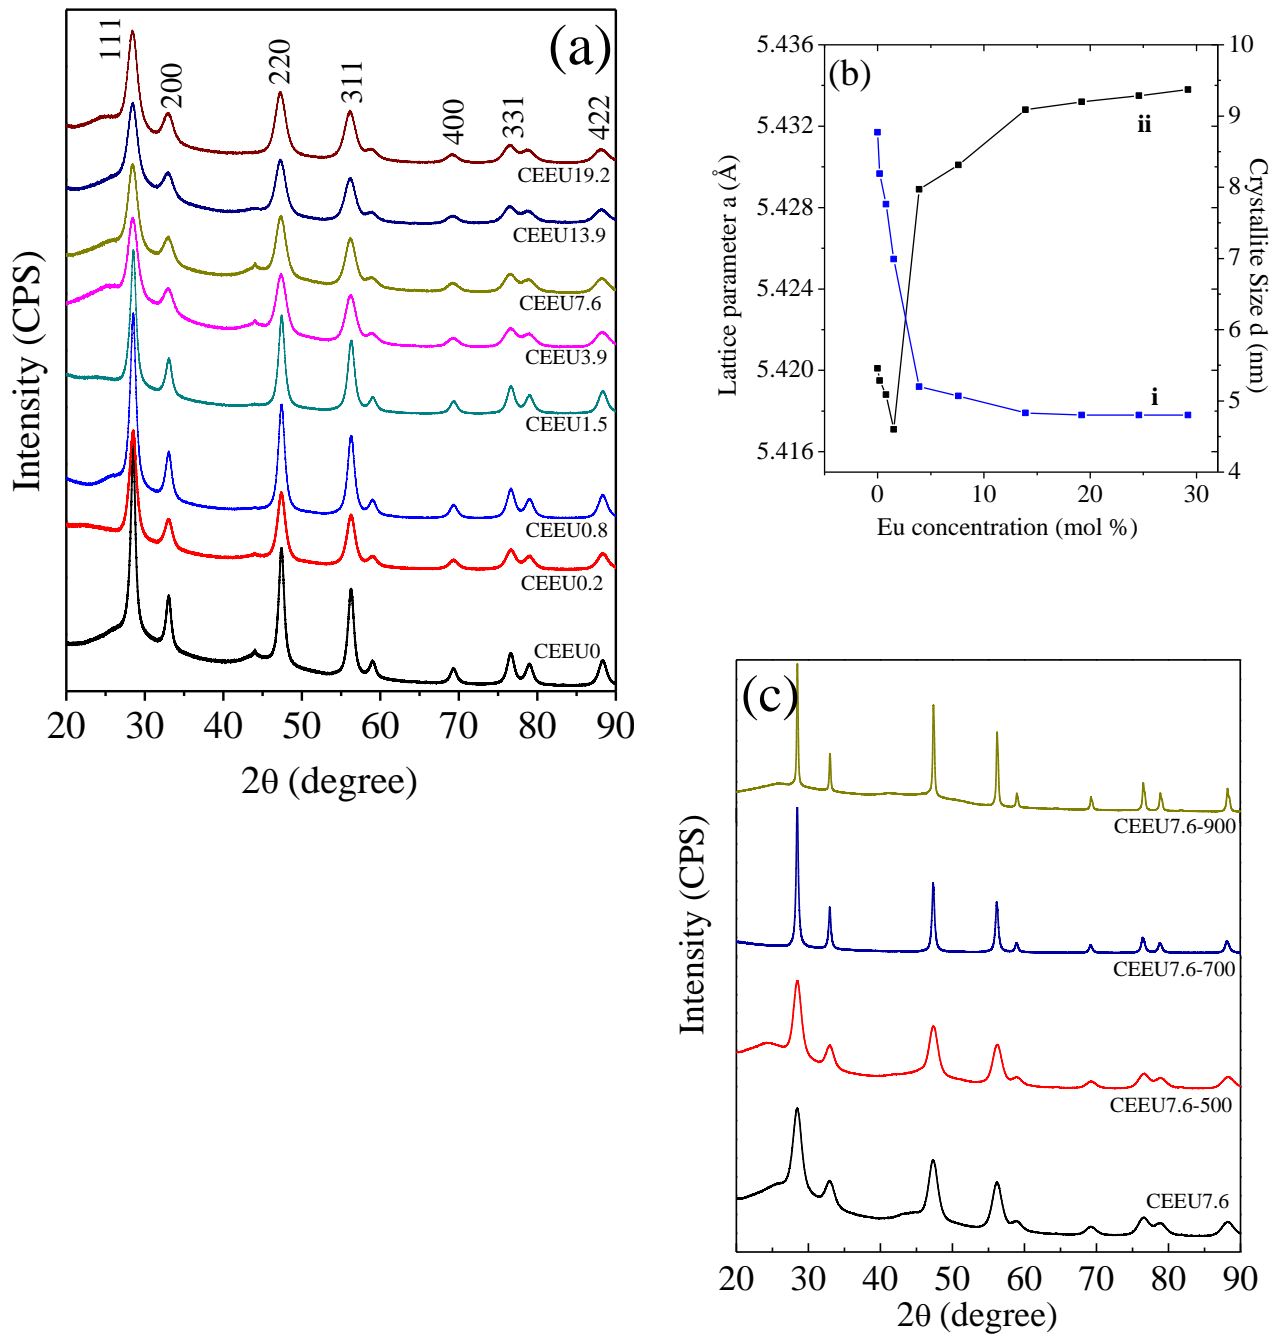 (a)
111
200
220
311
400
331
422
CEEU19.2
CEEU13.9
CEEU7.6
CEEU3.9
CEEU1.5
CEEU0.8
CEEU0.2
CEEU0
Intensity (CPS)
20 30 40 50 60 70 80 90
2θ (degree)
(b)
5.436
5.432
5.428
5.424
5.420
5.416
Lattice parameter a (Å)
10
9
8
7
6
5
4
Crystallite Size d (nm)
ii
i
0 10 20 30
Eu concentration (mol %)
(c)
CEEU7.6-900
CEEU7.6-700
CEEU7.6-500
CEEU7.6
Intensity (CPS)
20 30 40 50 60 70 80 90
2θ (degree)